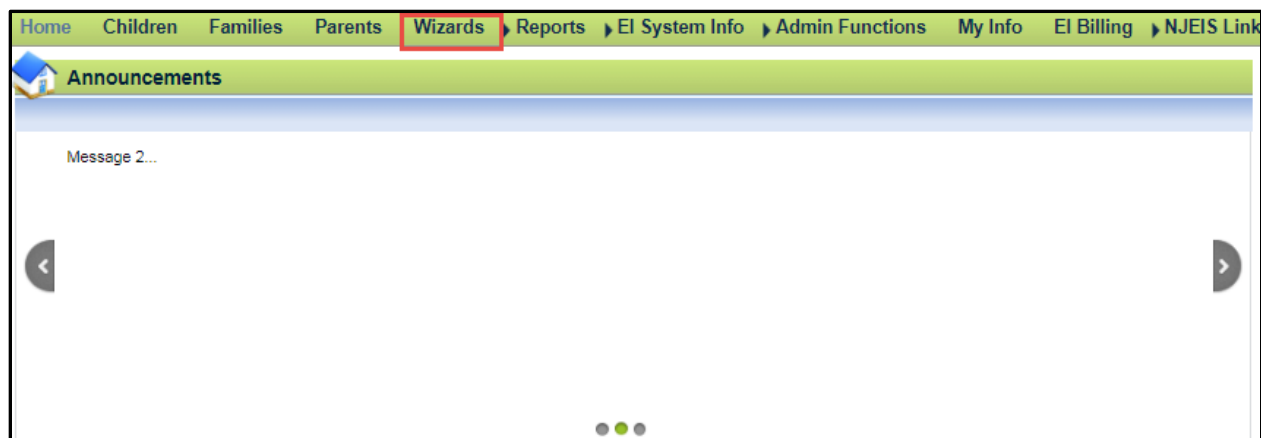 Home Children Families Parents Wizards Reports EI System Info Admin Functions My Info EI Billing NJEIS Link
Announcements
Message 2...